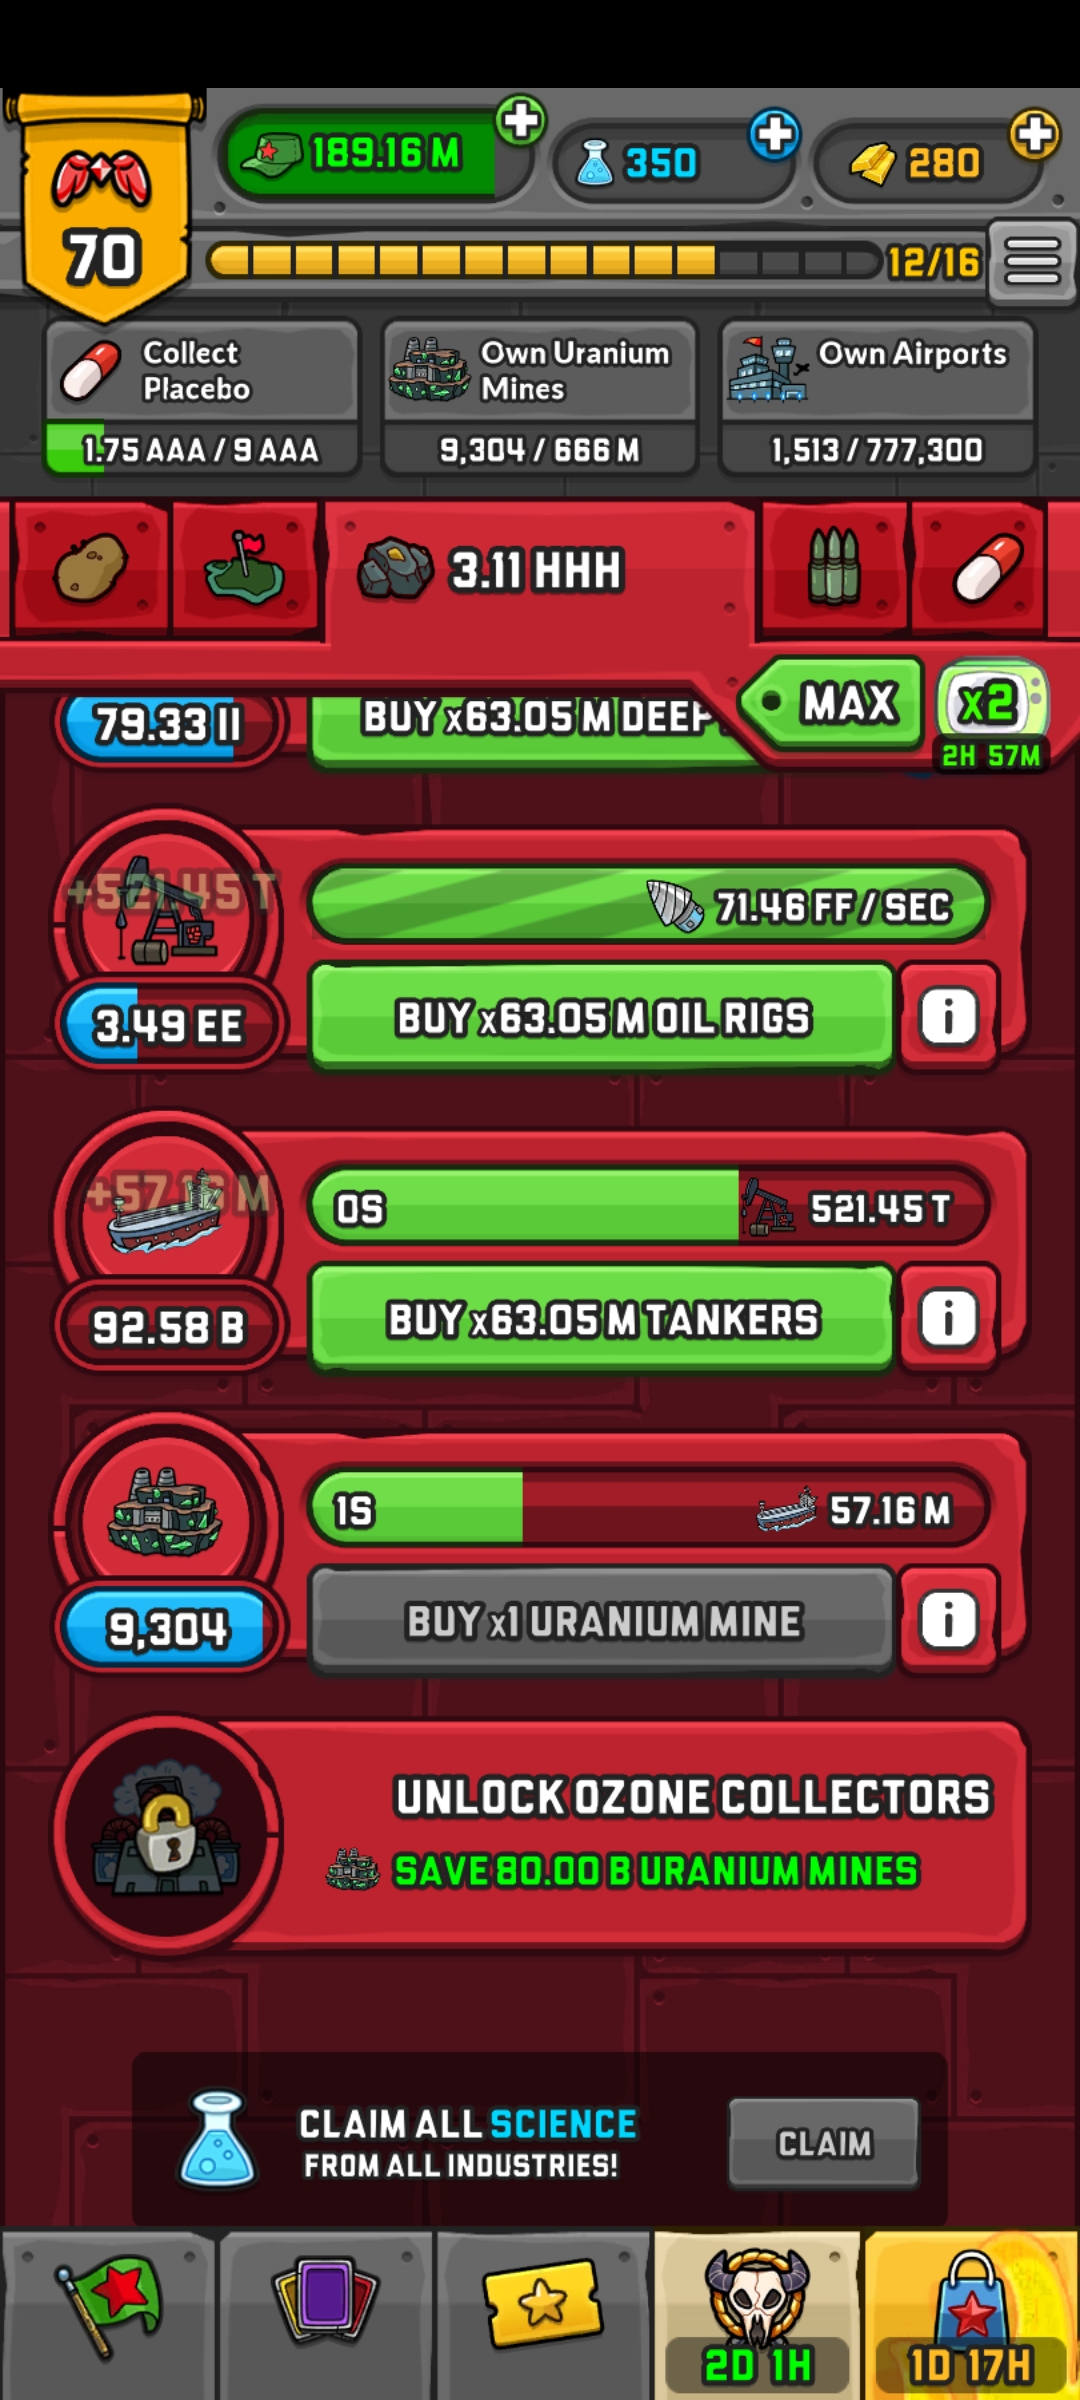 189.16 M
350
280
70
12/16
Collect Placebo
1.75 AAA / 9 AAA
Own Uranium Mines
9,304 / 666 M
Own Airports
1,513 / 777,300
3.11 HHH
MAX
x2
2H 57M
79.33 II
BUY x63.05 M DEEP
+521.45 T
71.46 FF / SEC
3.49 EE
BUY x63.05 M OIL RIGS
i
+57.16 M
0S
521.45 T
92.58 B
BUY x63.05 M TANKERS
i
1S
57.16 M
9,304
BUY x1 URANIUM MINE
i
UNLOCK OZONE COLLECTORS
SAVE 80.00 B URANIUM MINES
CLAIM ALL SCIENCE
FROM ALL INDUSTRIES!
CLAIM
2D 1H
1D 17H